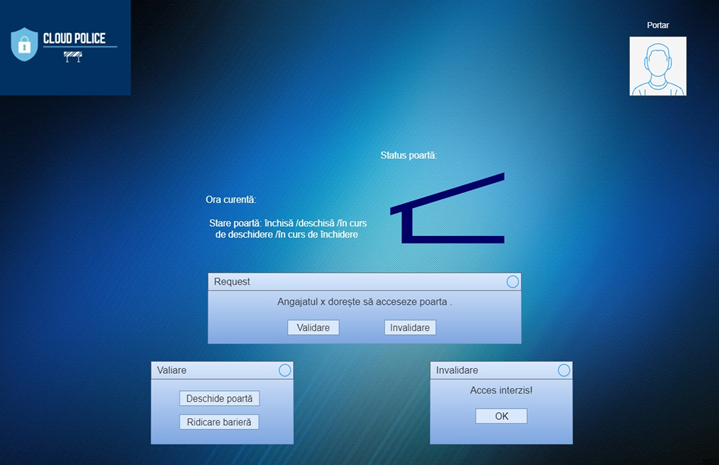 CLOUD POLICE
Portar
Status poartă:
Ora curentă:
Stare poartă: închisă /deschisă /în curs
de deschidere /în curs de închidere
Request
Angajatul x dorește să acceseze poarta .
Validare
Invalidare
Valiare
Deschide poartă
Ridicare barieră
Invalidare
Acces interzis!
OK